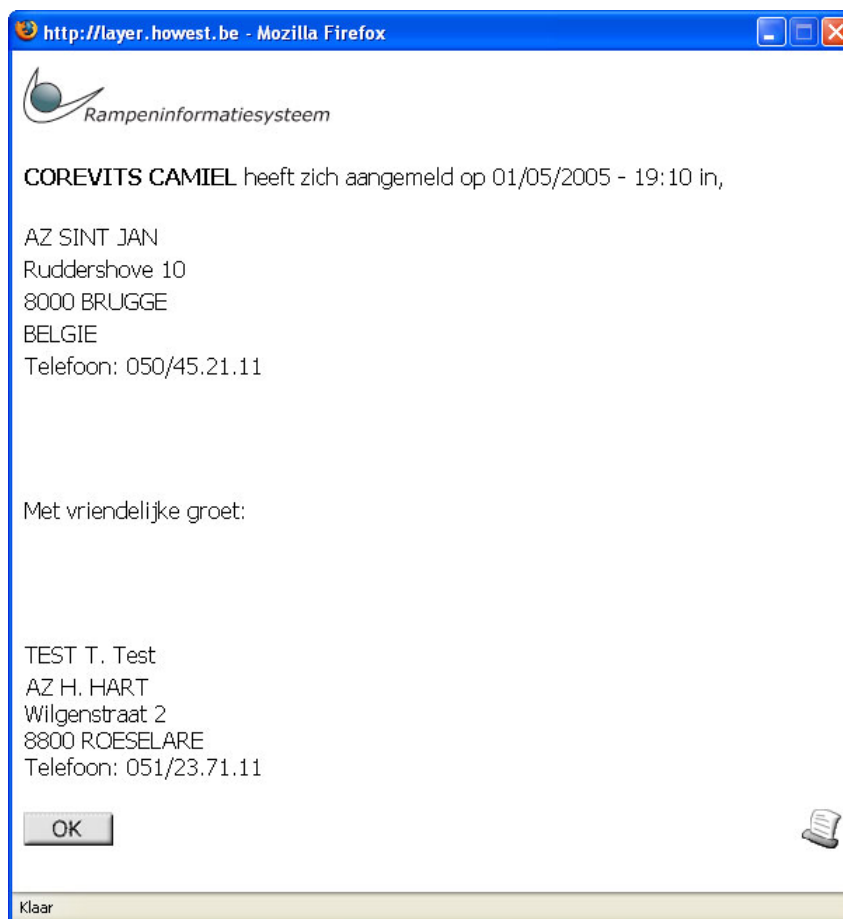 http://layer.howest.be - Mozilla Firefox
Rampeninformatiesysteem
COREVITS CAMIEL heeft zich aangemeld op 01/05/2005 - 19:10 in,
AZ SINT JAN
Ruddershove 10
8000 BRUGGE
BELGIE
Telefoon: 050/45.21.11
Met vriendelijke groet:
TEST T. Test
AZ H. HART
Wilgenstraat 2
8800 ROESELARE
Telefoon: 051/23.71.11
OK
Klaar